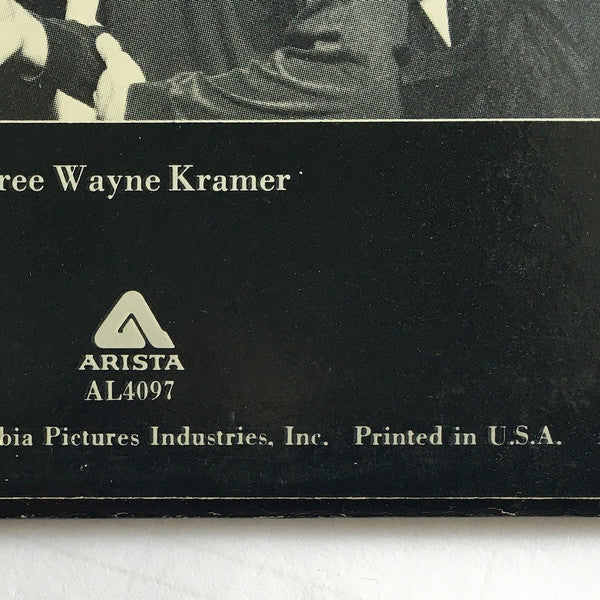 ree Wayne Kramer
ARISTA
AL4097
bia Pictures Industries, Inc. Printed in U.S.A.